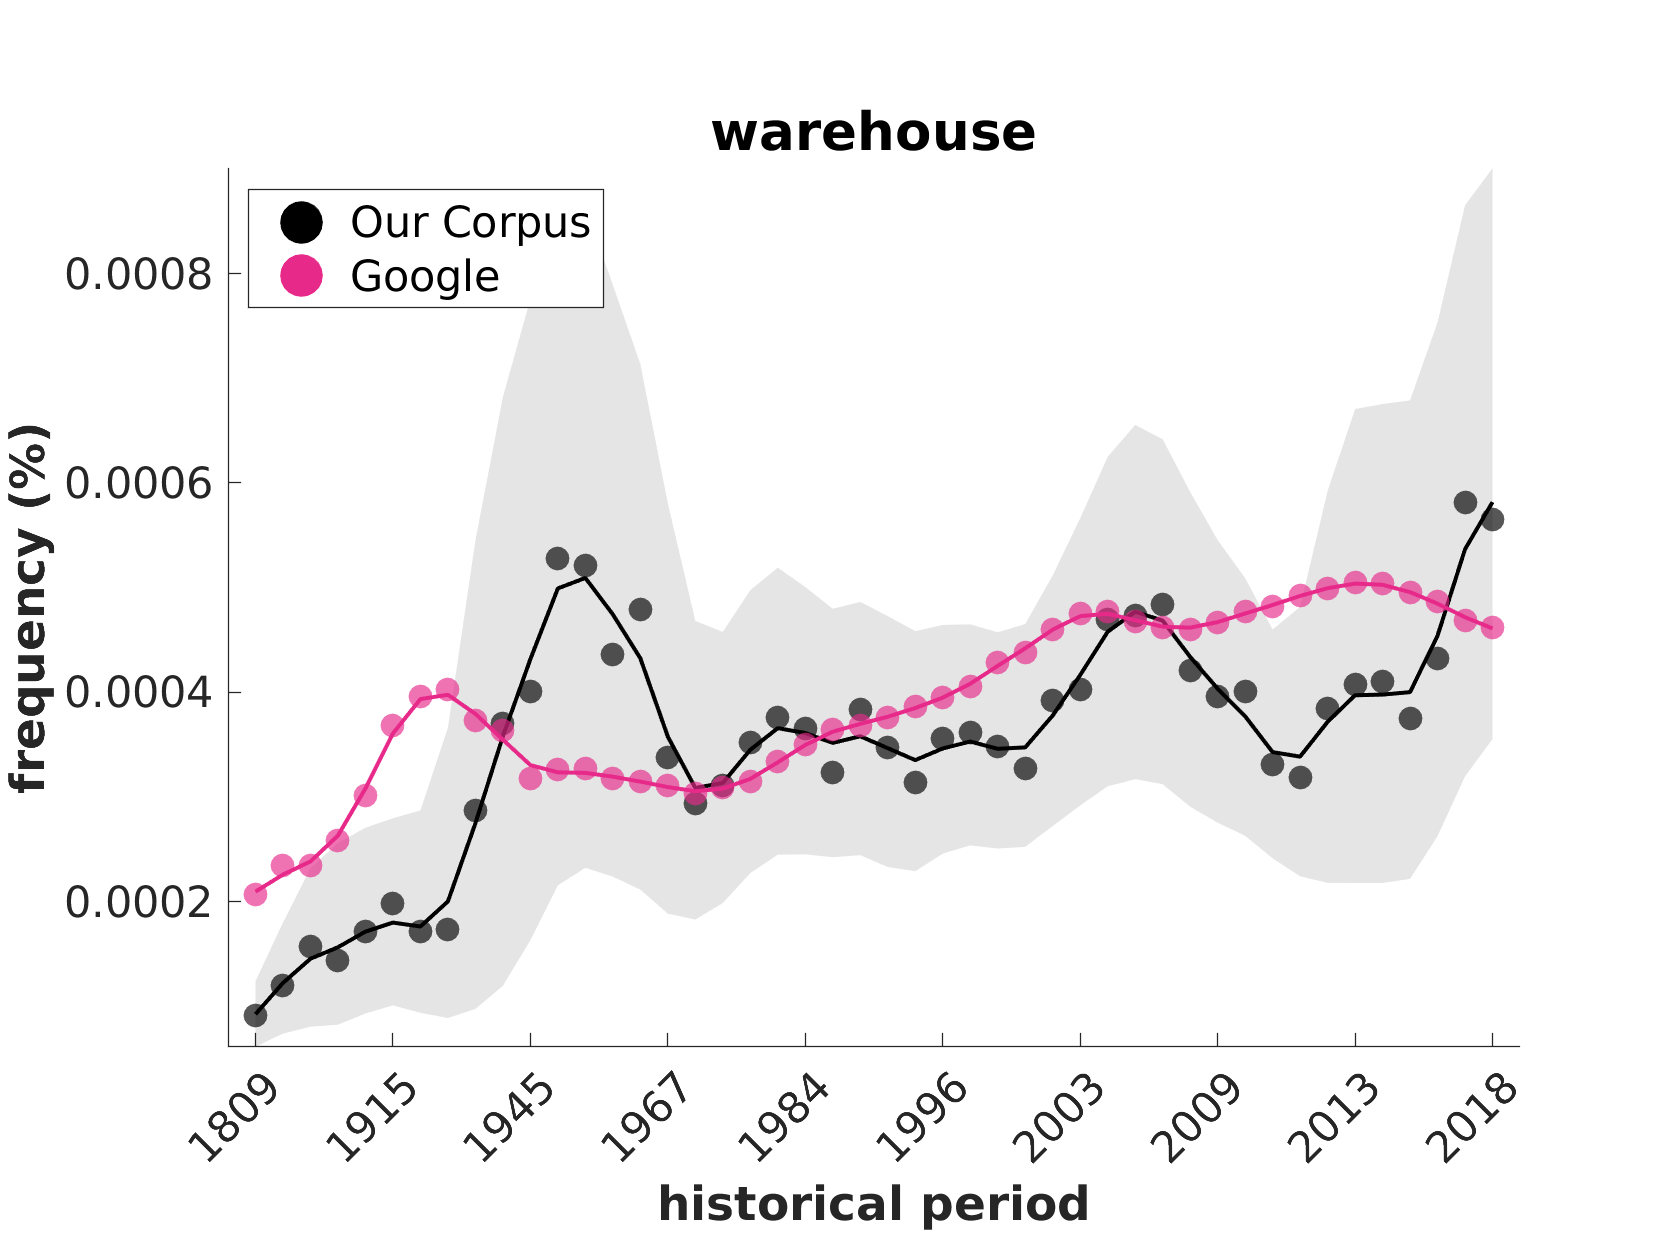 warehouse
Our Corpus
Google
frequency (%)
0.0008
0.0006
0.0004
0.0002
1809
1915
1945
1967
1984
1996
2003
2009
2013
2018
historical period